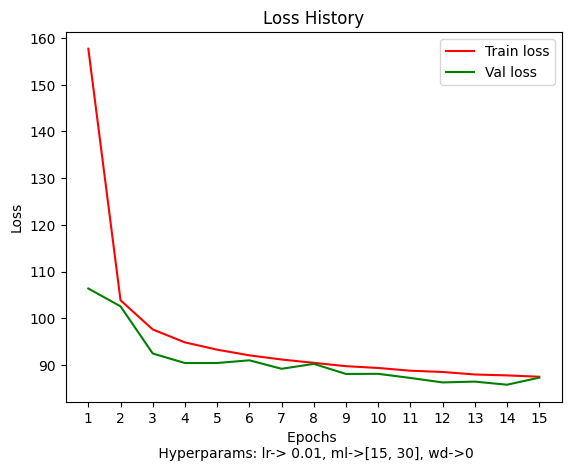 Loss History
160
150
140
130
120
110
100
90
Loss
Train loss
Val loss
1 2 3 4 5 6 7 8 9 10 11 12 13 14 15
Epochs
Hyperparams: lr-> 0.01, ml->[15, 30], wd->0